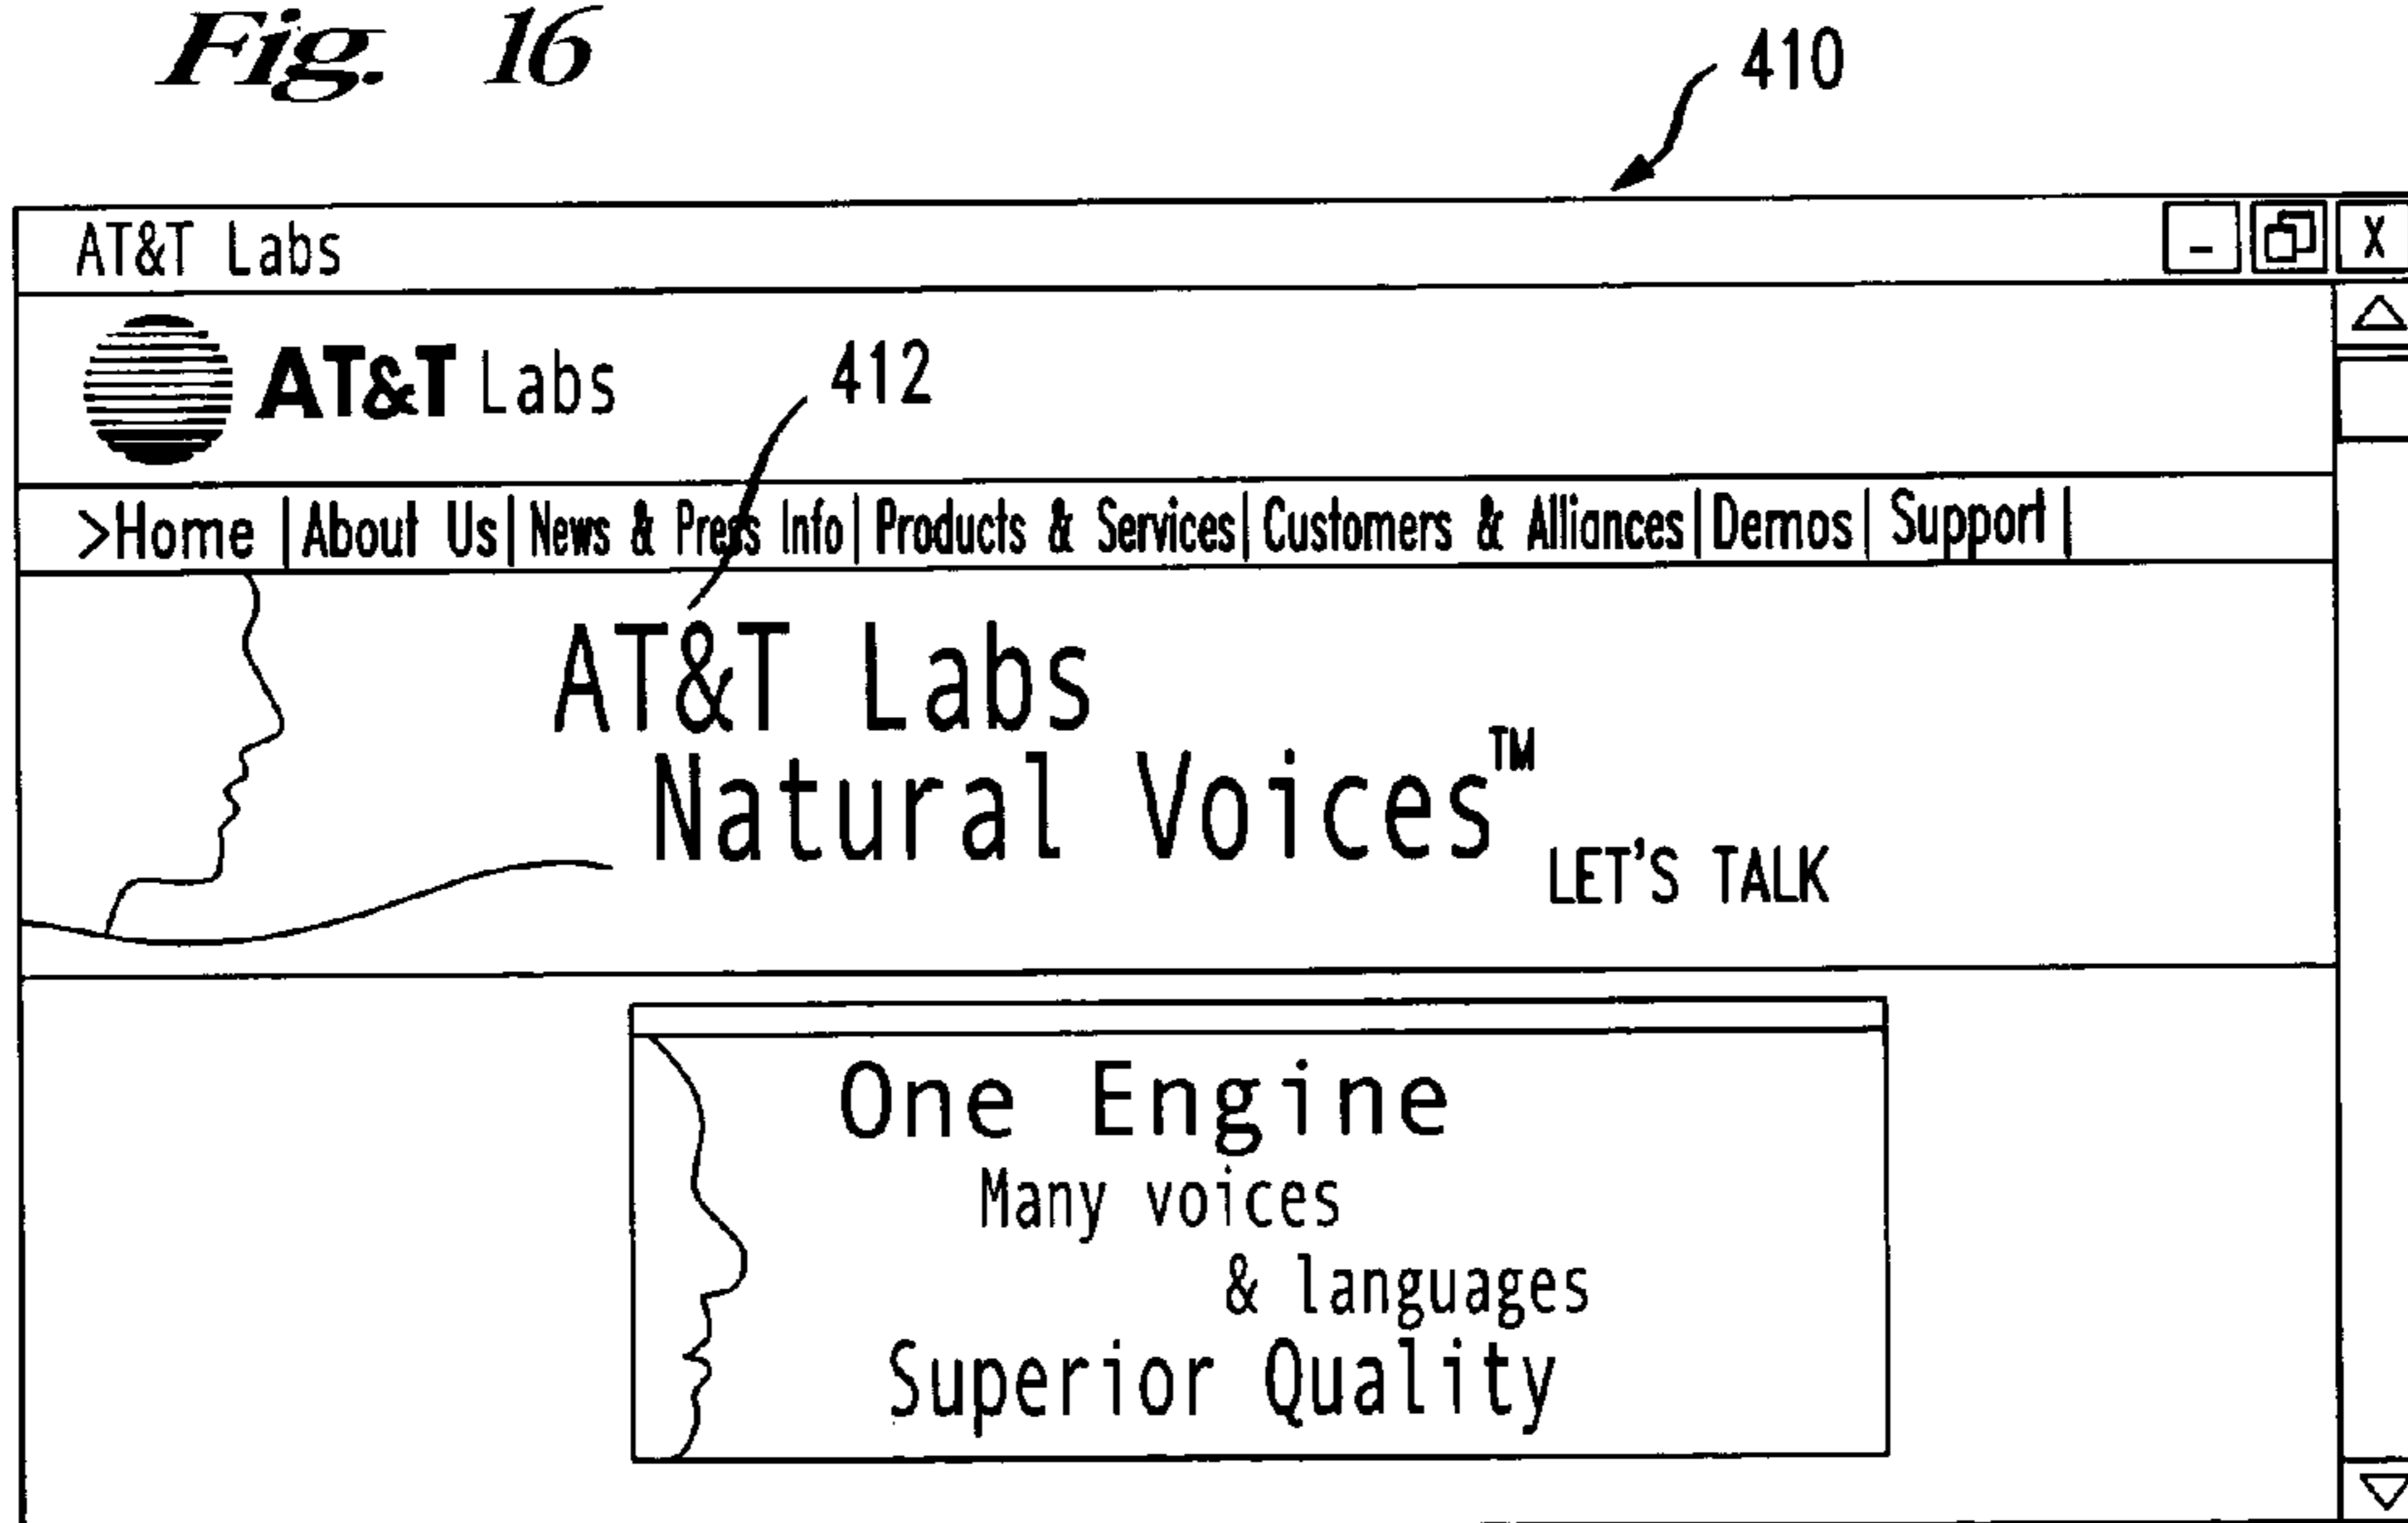 Fig. 16
410
AT&T Labs - X
AT&T Labs
412
>Home | About Us | News & Press Info | Products & Services | Customers & Alliances | Demos | Support |
AT&T Labs
Natural Voices™
LET'S TALK
One Engine
Many voices
& languages
Superior Quality